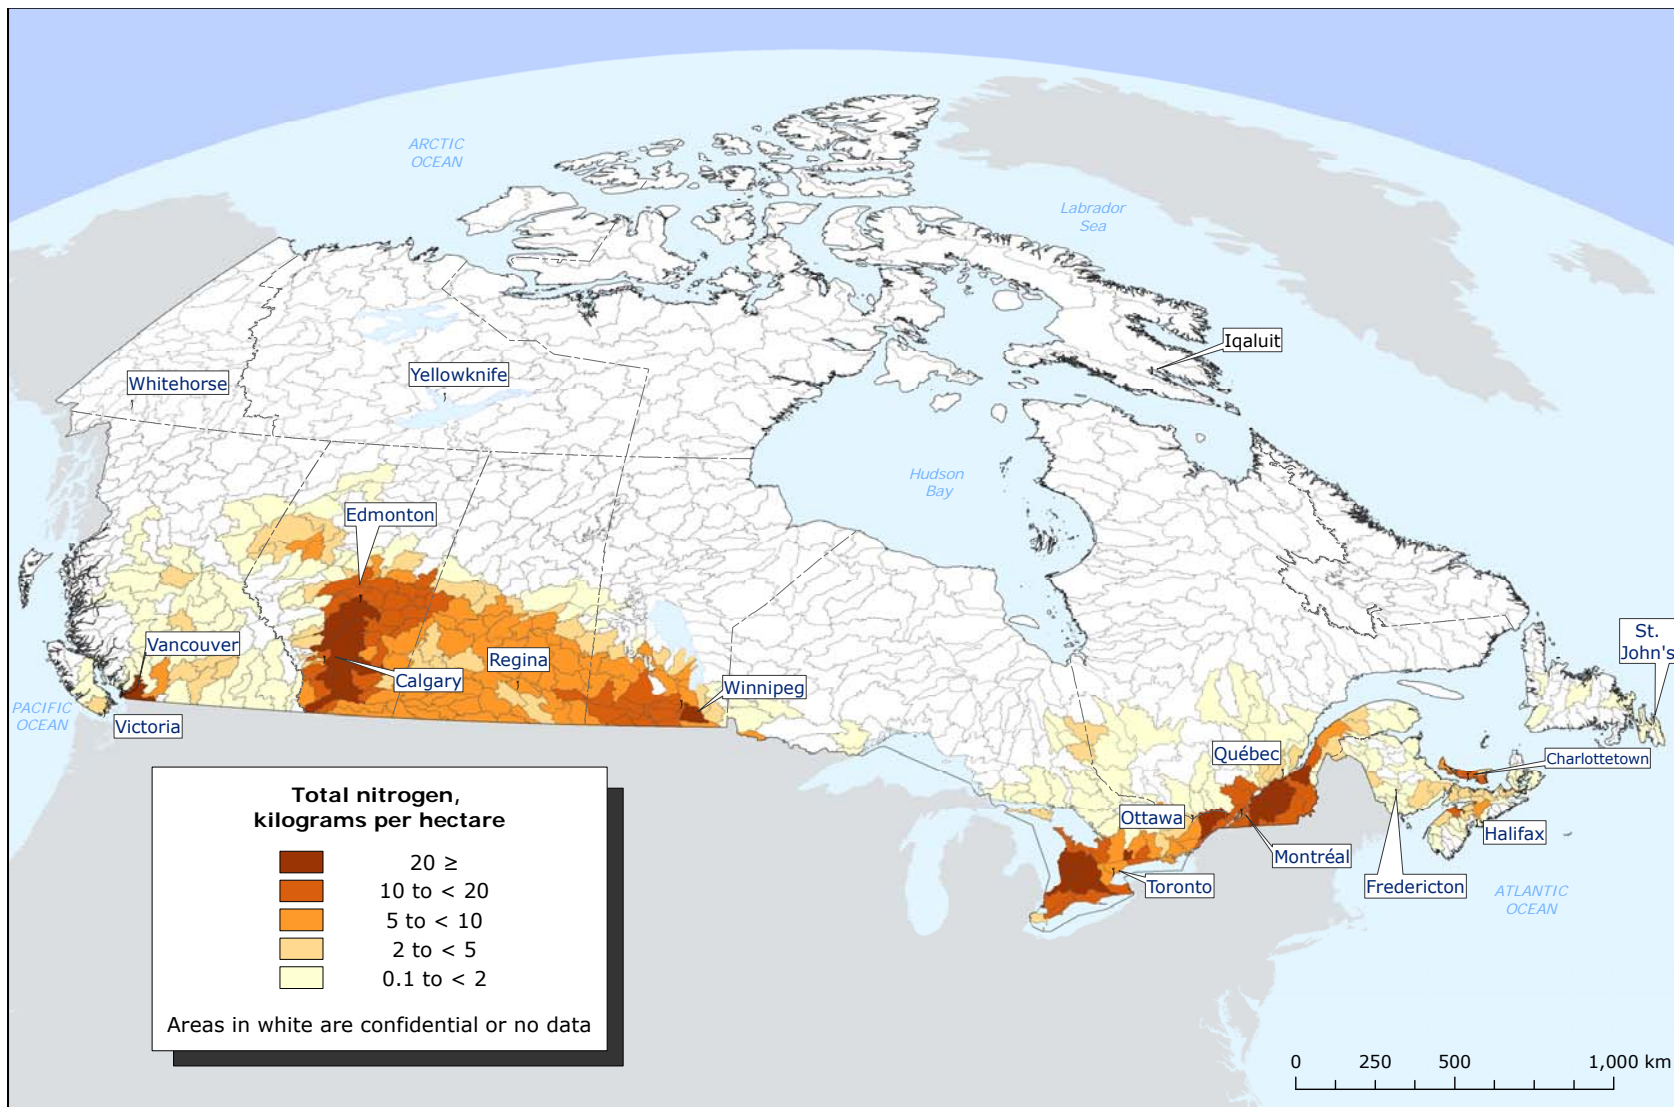 ARCTIC
OCEAN
Labrador
Sea
Iqaluit
Whitehorse
Yellowknife
Hudson
Bay
Edmonton
Vancouver
Regina
Calgary
Winnipeg
St.
John's
PACIFIC
OCEAN
Victoria
Québec
Charlottetown
Ottawa
Halifax
Montréal
Toronto
Fredericton
ATLANTIC
OCEAN
Total nitrogen,
kilograms per hectare
20 ≥
10 to < 20
5 to < 10
2 to < 5
0.1 to < 2
Areas in white are confidential or no data
0 250 500 1,000 km